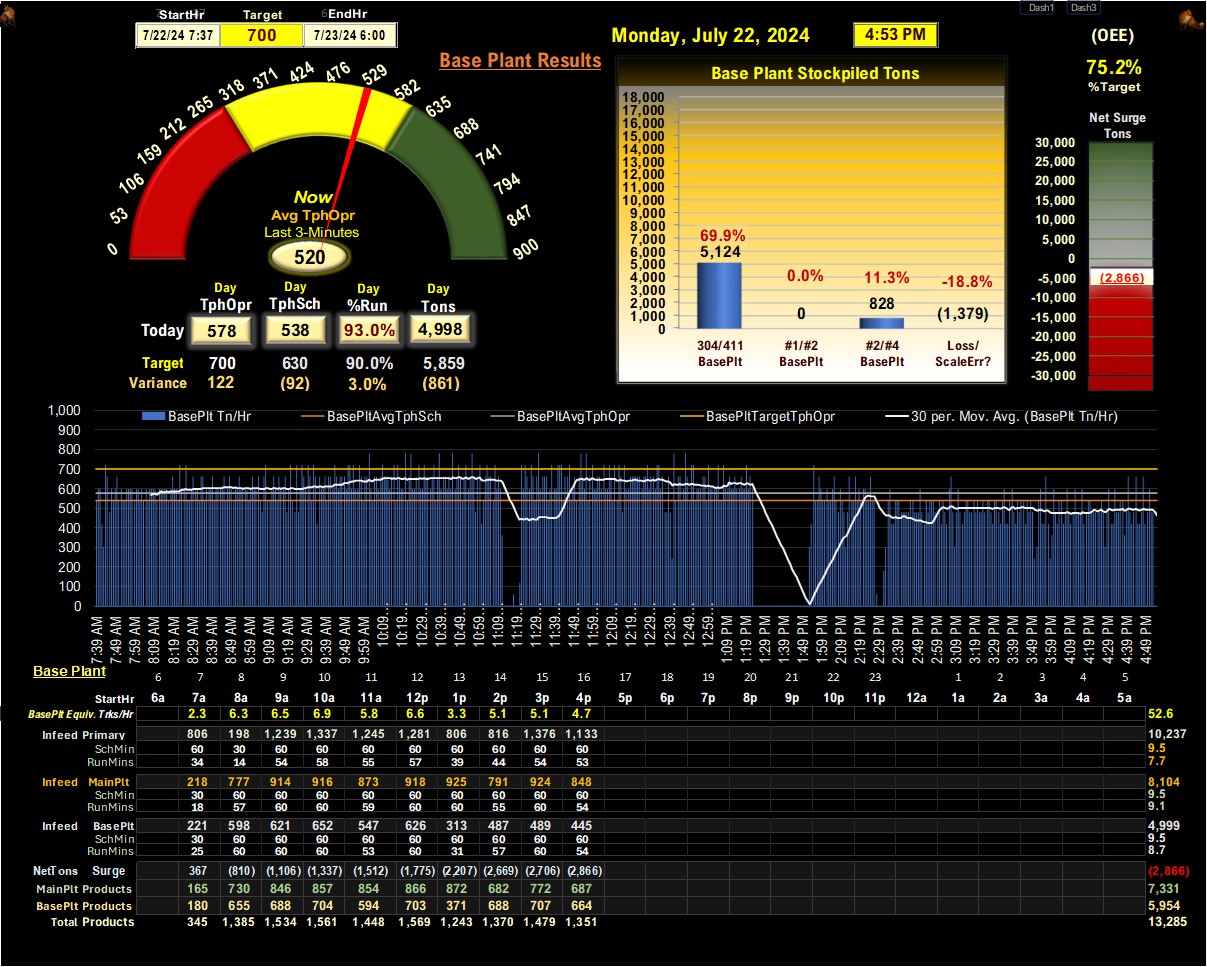 StartHr Target EndHr
7/22/24 7:37 700 7/23/24 6:00
Dash1 Dash3
Monday, July 22, 2024 4:53 PM
Base Plant Results
0 53 106 159 212 265 318 371 424 476 529 582 635 688 741 794 847 900
Now
Avg TphOpr
Last 3-Minutes
520
Day Day Day Day
TphOpr TphSch %Run Tons
Today 578 538 93.0% 4,998
Target 700 630 90.0% 5,859
Variance 122 (92) 3.0% (861)
Base Plant Stockpiled Tons
18,000
17,000
16,000
15,000
14,000
13,000
12,000
11,000
10,000
9,000
8,000
7,000
6,000
5,000
4,000
3,000
2,000
1,000
0
69.9% 0.0% 11.3% -18.8%
5,124 0 828 (1,379)
304/411 #1/#2 #2/#4 Loss/
BasePlt BasePlt BasePlt ScaleErr?
(OEE)
75.2%
%Target
Net Surge
Tons
30,000
25,000
20,000
15,000
10,000
5,000
0
-5,000
-10,000
-15,000
-20,000
-25,000
-30,000
(2,866)
BasePlt Tn/Hr BasePltAvgTphSch BasePltAvgTphOpr BasePltTargetTphOpr 30 per. Mov. Avg. (BasePlt Tn/Hr)
1,000
900
800
700
600
500
400
300
200
100
0
7:39 AM 7:49 AM 7:59 AM 8:09 AM 8:19 AM 8:29 AM 8:39 AM 8:49 AM 8:59 AM 9:09 AM 9:19 AM 9:29 AM 9:39 AM 9:49 AM 9:59 AM 10:09… 10:19… 10:29… 10:39… 10:49… 10:59… 11:09… 11:19… 11:29… 11:39… 11:49… 11:59… 12:09… 12:19… 12:29… 12:39… 12:49… 12:59… 1:09 PM 1:19 PM 1:29 PM 1:39 PM 1:49 PM 1:59 PM 2:09 PM 2:19 PM 2:29 PM 2:39 PM 2:49 PM 2:59 PM 3:09 PM 3:19 PM 3:29 PM 3:39 PM 3:49 PM 3:59 PM 4:09 PM 4:19 PM 4:29 PM 4:39 PM 4:49 PM
Base Plant
6 7 8 9 10 11 12 13 14 15 16 17 18 19 20 21 22 23 1 2 3 4 5
StartHr 6a 7a 8a 9a 10a 11a 12p 1p 2p 3p 4p 5p 6p 7p 8p 9p 10p 11p 12a 1a 2a 3a 4a 5a
BasePlt Equiv. Trks/Hr 2.3 6.3 6.5 6.9 5.8 6.6 3.3 5.1 5.1 4.7 52.6
Infeed Primary 806 198 1,239 1,337 1,245 1,281 806 816 1,376 1,133 10,237
SchMin 60 30 60 60 60 60 60 60 60 60 9.5
RunMins 34 14 54 58 55 57 39 44 54 53 7.7
Infeed MainPlt 218 777 914 916 873 918 925 791 924 848 8,104
SchMin 30 60 60 60 60 60 60 60 60 60 9.5
RunMins 18 57 60 60 59 60 60 55 60 54 9.1
Infeed BasePlt 221 598 621 652 547 626 313 487 489 445 4,999
SchMin 30 60 60 60 60 60 60 60 60 60 9.5
RunMins 25 60 60 60 53 60 31 57 60 54 8.7
NetTons Surge 367 (810) (1,106) (1,337) (1,512) (1,775) (2,207) (2,669) (2,706) (2,866) (2,866)
MainPlt Products 165 730 846 857 854 866 872 682 772 687 7,331
BasePlt Products 180 655 688 704 594 703 371 688 707 664 5,954
Total Products 345 1,385 1,534 1,561 1,448 1,569 1,243 1,370 1,479 1,351 13,285